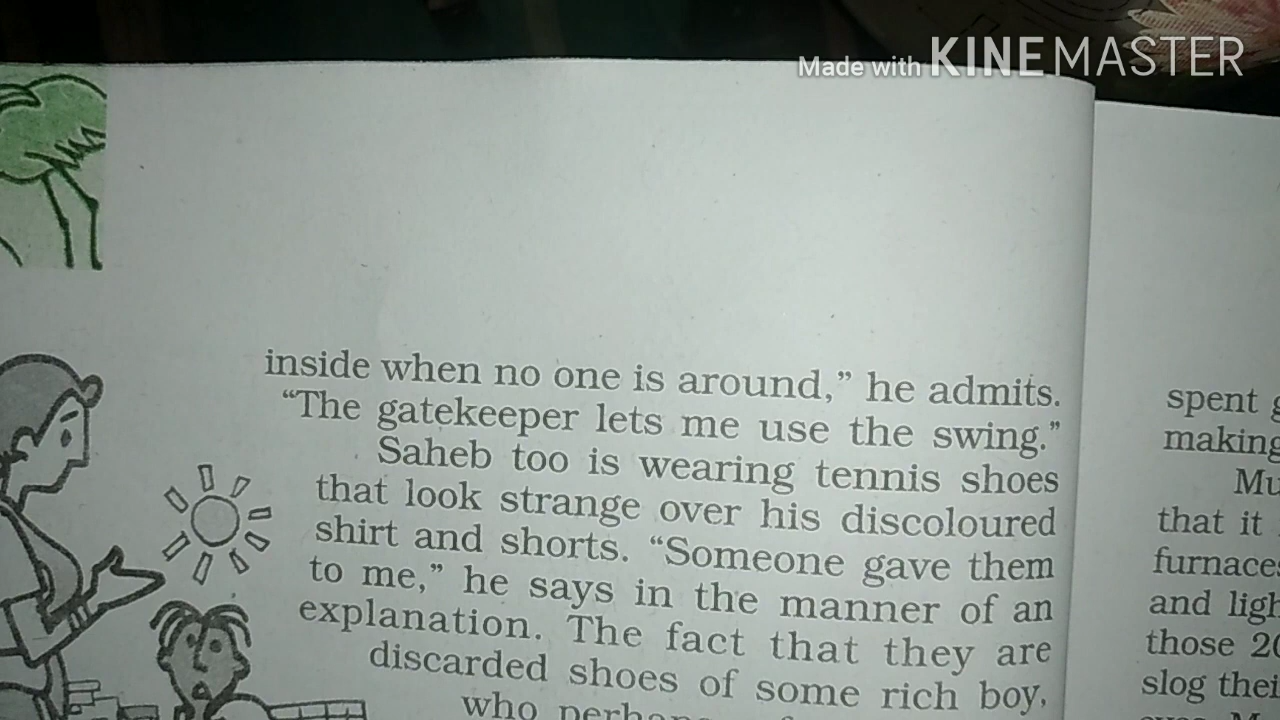 Made with KINEMASTER
inside when no one is around,” he admits.
“The gatekeeper lets me use the swing.”
Saheb too is wearing tennis shoes
that look strange over his discoloured
shirt and shorts. “Someone gave them
to me,” he says in the manner of an
explanation. The fact that they are
discarded shoes of some rich boy,
who
spent
making
that it
and
those
slog